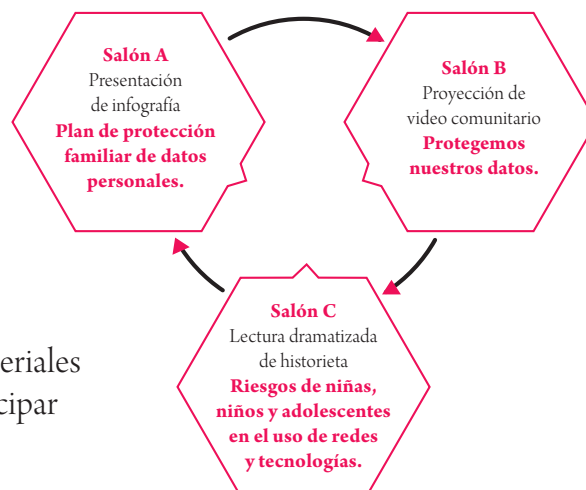 Salón A
Presentación
de infografía
Plan de protección
familiar de datos
personales.
Salón B
Proyección de
video comunitario
Protegemos
nuestros datos.
Salón C
Lectura dramatizada
de historieta
Riesgos de niñas,
niños y adolescentes
en el uso de redes
y tecnologías.
eriales
cipar